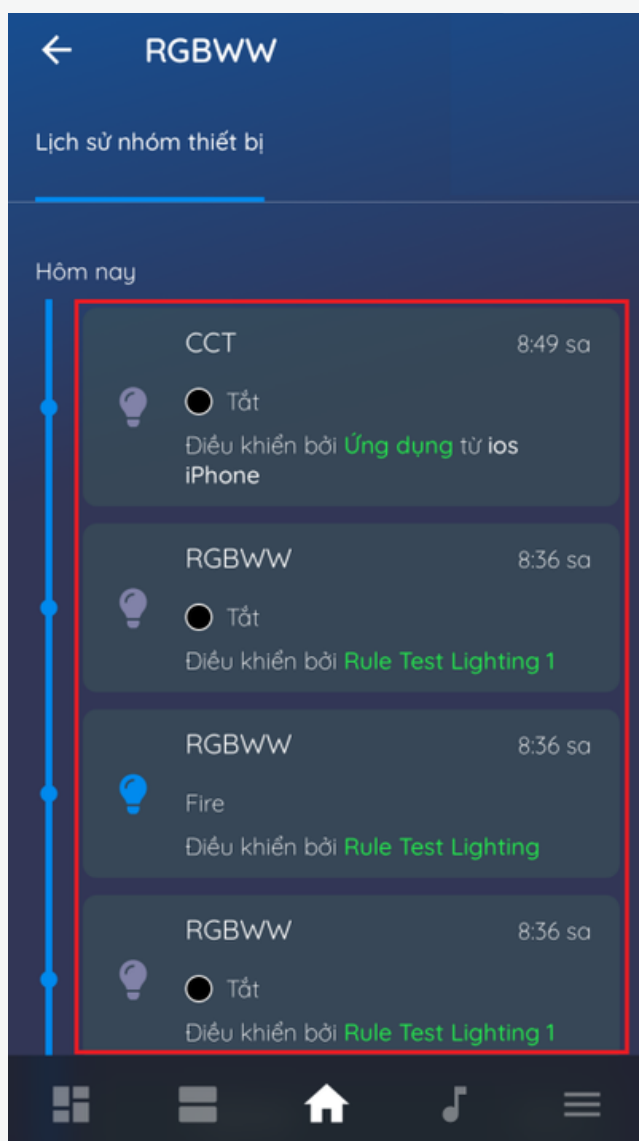 RGBWW
Lịch sử nhóm thiết bị
Hôm nay
CCT 8:49 sa
Tắt
Điều khiển bởi Ứng dụng từ ios
iPhone
RGBWW 8:36 sa
Tắt
Điều khiển bởi Rule Test Lighting 1
RGBWW 8:36 sa
Fire
Điều khiển bởi Rule Test Lighting
RGBWW 8:36 sa
Tắt
Điều khiển bởi Rule Test Lighting 1